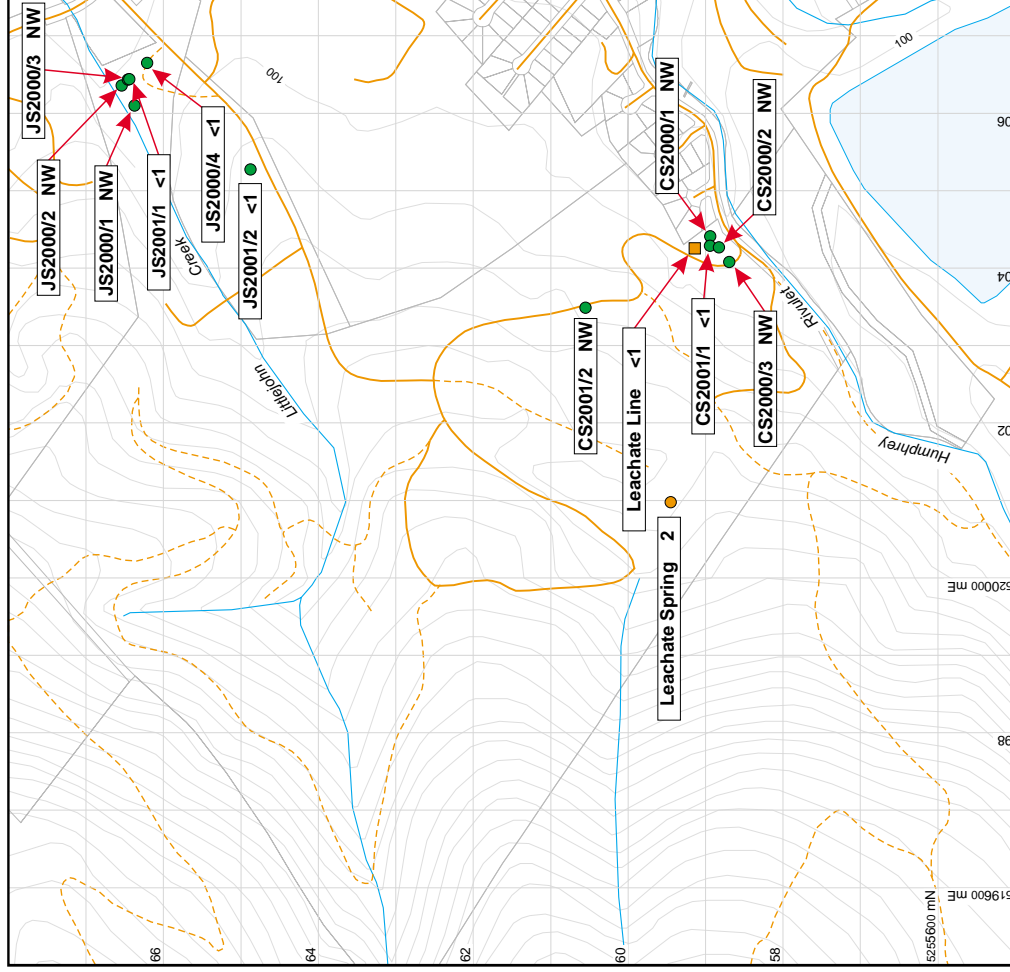 JS2000/3 NW
JS2000/2 NW
JS2000/1 NW
JS2001/1 <1
JS2000/4 <1
JS2001/2 <1
100
100
Creek
Littlejohn
CS2000/1 NW
CS2000/2 NW
CS2001/2 NW
Leachate Line <1
CS2001/1 <1
CS2000/3 NW
Leachate Spring 2
Rivulet
Humphrey
06
04
02
520000 mE
98
519600 mE
66
64
62
60
58
5255600 mN